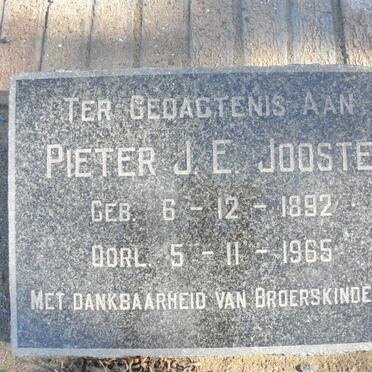 TER GEDAGTENIS AAN
PIETER J. E. JOOSTE
GEB. 6 - 12 - 1892
OORL. 5 - 11 - 1965
MET DANKBAARHEID VAN BROERSKINDE